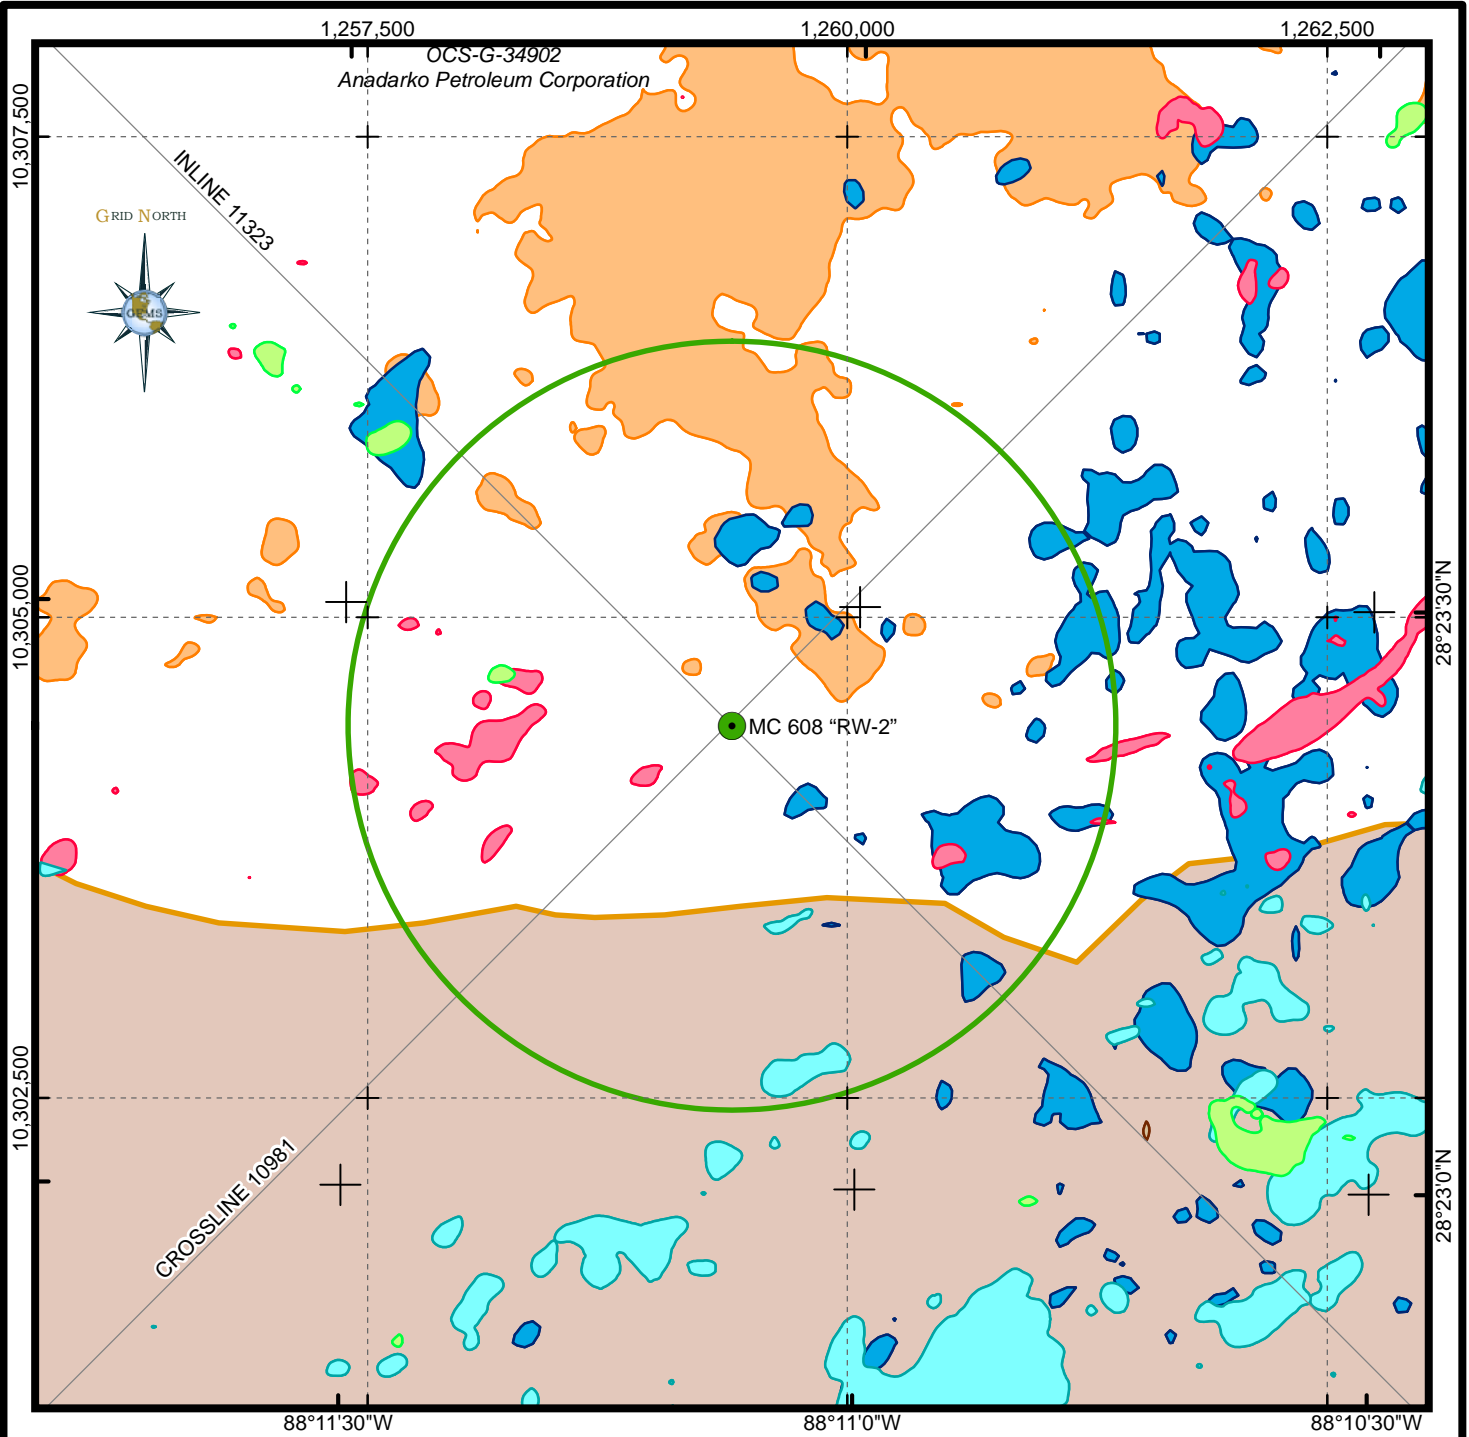 1,257,500
1,260,000
1,262,500
OCS-G-34902
Anadarko Petroleum Corporation
10,307,500
INLINE 11323
GRID NORTH
GEMS
10,305,000
28°23'30"N
MC 608 “RW-2”
10,302,500
CROSSLINE 10981
28°23'0"N
88°11'30"W
88°11'0"W
88°10'30"W